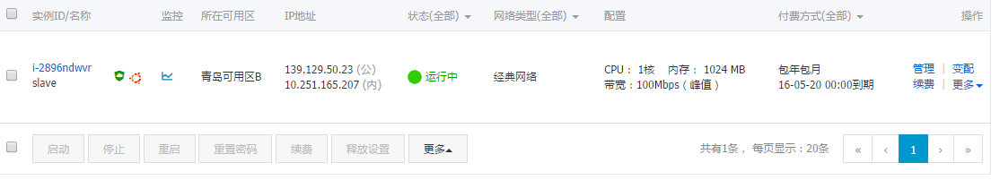 实例ID/名称 监控 所在可用区 IP地址 状态(全部) 网络类型(全部) 配置 付费方式(全部) 操作
i-2896ndwvr
slave
青岛可用区B
139.129.50.23 (公)
10.251.165.207 (内)
运行中
经典网络
CPU： 1核 内存： 1024 MB
带宽：100Mbps（峰值）
包年包月
16-05-20 00:00到期
管理 | 变配
续费 | 更多
启动 停止 重启 重置密码 续费 释放设置 更多 共有1条， 每页显示：20条 « ‹ 1 › »